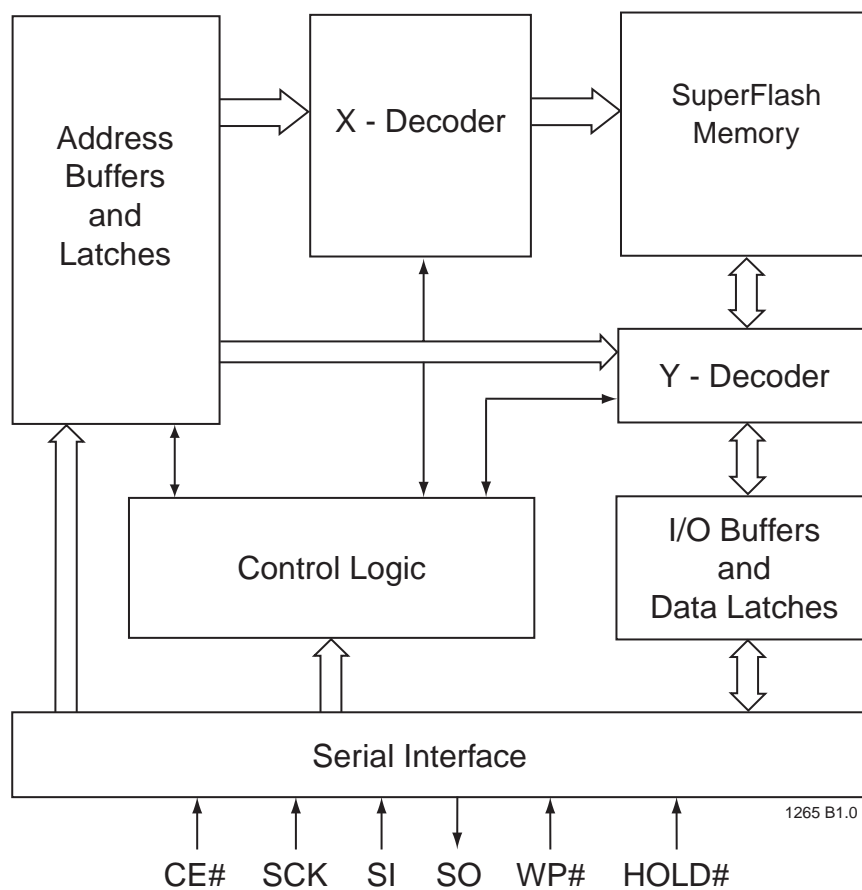 Address
Buffers
and
Latches
X - Decoder
SuperFlash
Memory
Y - Decoder
Control Logic
I/O Buffers
and
Data Latches
Serial Interface
1265 B1.0
CE# SCK SI SO WP# HOLD#